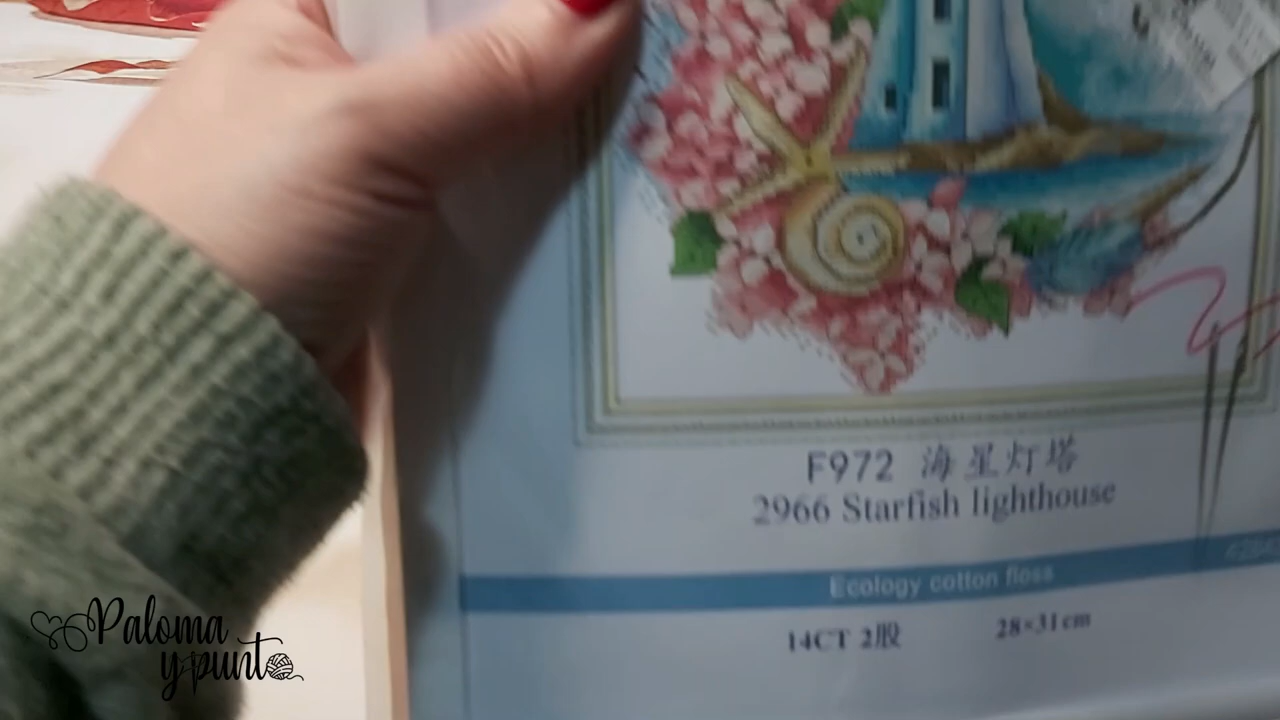 F972 海星灯塔
2966 Starfish lighthouse
Ecology cotton floss
14CT 2股 28×31cm
Paloma
y punto